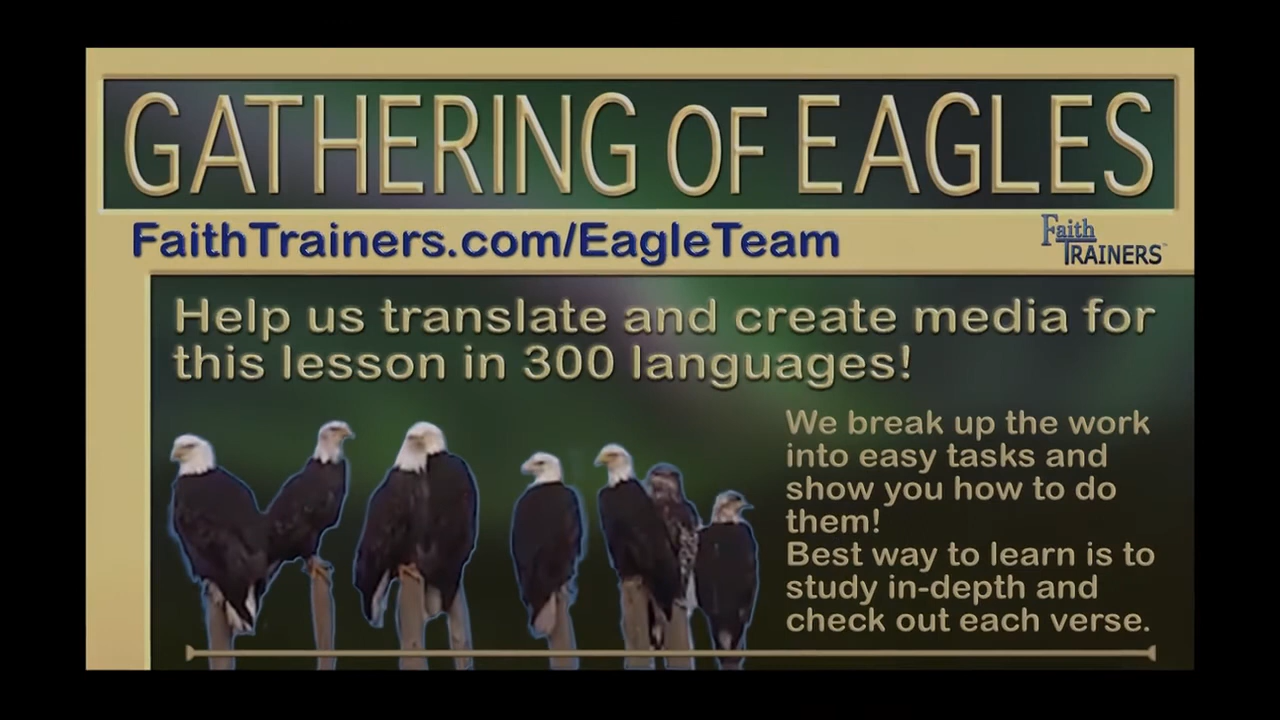 GATHERING OF EAGLES
FaithTrainers.com/EagleTeam
Faith
TRAINERS™
Help us translate and create media for
this lesson in 300 languages!
We break up the work
into easy tasks and
show you how to do
them!
Best way to learn is to
study in-depth and
check out each verse.